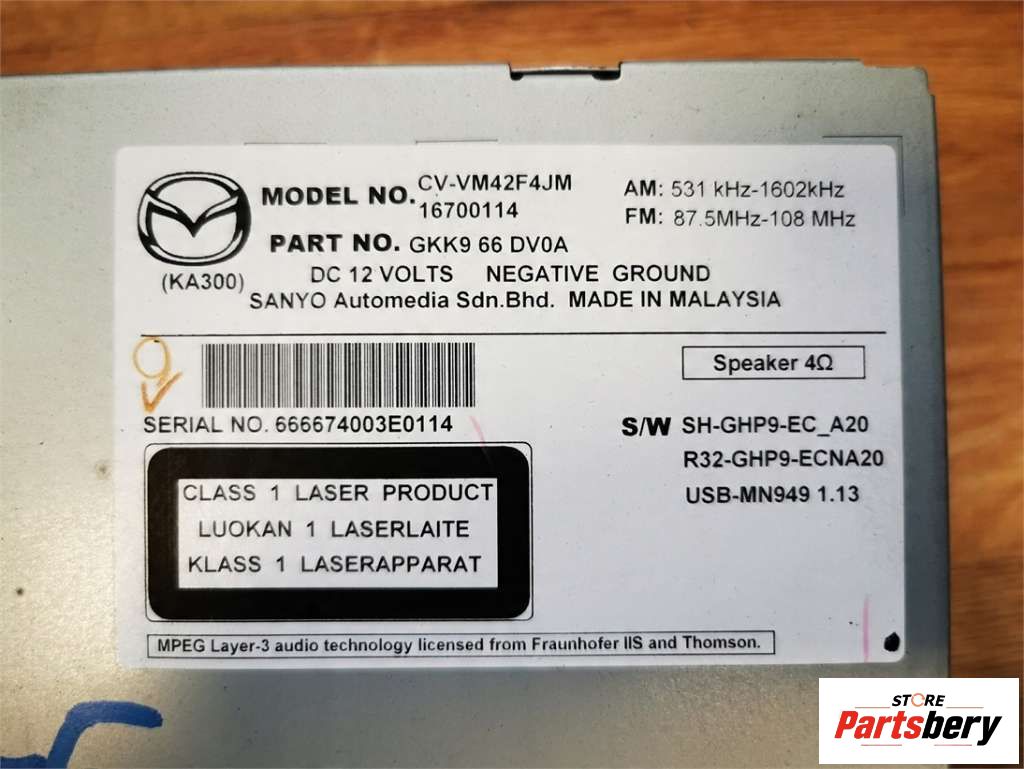 MODEL NO. CV-VM42F4JM
16700114
AM: 531 kHz-1602kHz
FM: 87.5MHz-108 MHz
PART NO. GKK9 66 DV0A
(KA300)
DC 12 VOLTS NEGATIVE GROUND
SANYO Automedia Sdn.Bhd. MADE IN MALAYSIA
9
Speaker 4Ω
SERIAL NO. 666674003E0114
S/W SH-GHP9-EC_A20
R32-GHP9-ECNA20
USB-MN949 1.13
CLASS 1 LASER PRODUCT
LUOKAN 1 LASERLAITE
KLASS 1 LASERAPPARAT
MPEG Layer-3 audio technology licensed from Fraunhofer IIS and Thomson.
STORE
Partsbery